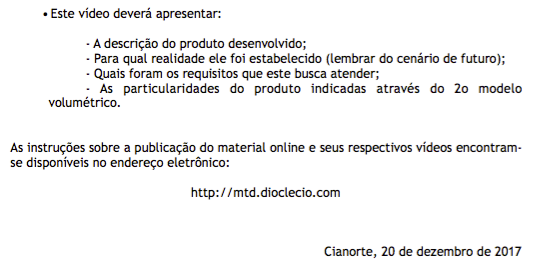 • Este vídeo deverá apresentar:
- A descrição do produto desenvolvido;
- Para qual realidade ele foi estabelecido (lembrar do cenário de futuro);
- Quais foram os requisitos que este busca atender;
- As particularidades do produto indicadas através do 2o modelo
volumétrico.
As instruções sobre a publicação do material online e seus respectivos vídeos encontram-
se disponíveis no endereço eletrônico:
http://mtd.dioclecio.com
Cianorte, 20 de dezembro de 2017